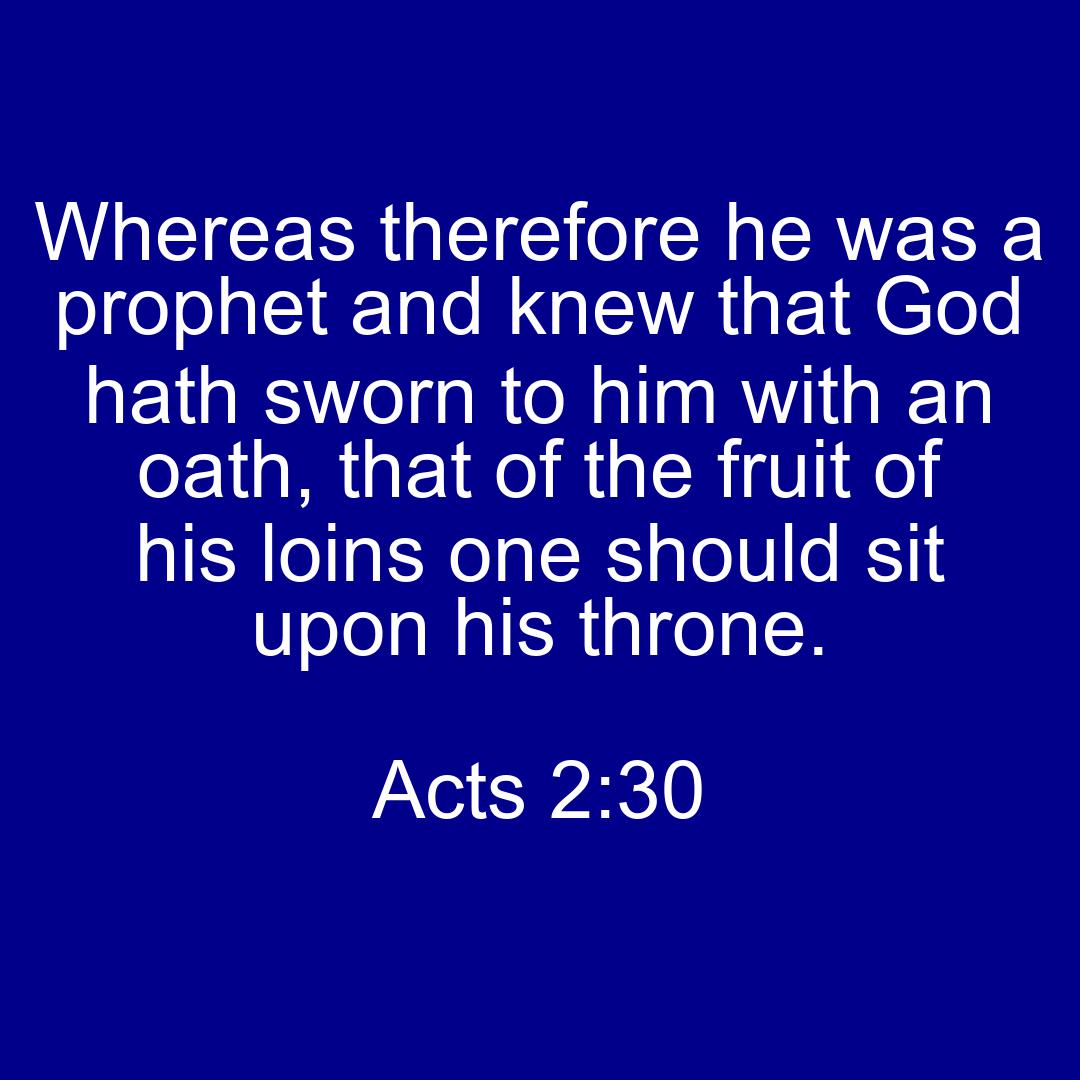 Whereas therefore he was a
prophet and knew that God
hath sworn to him with an
oath, that of the fruit of
his loins one should sit
upon his throne.
Acts 2:30